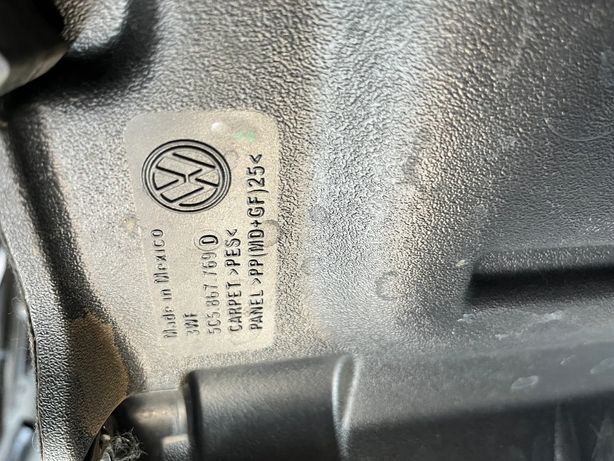 Made in Mexico
3WF
5C5.867.769 D
CARPET >PES<
PANEL >PP(MD+GF)25<